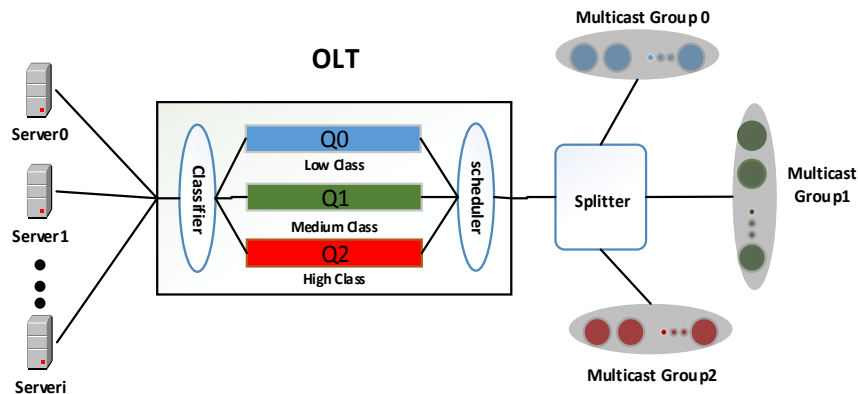 Multicast Group 0
OLT
Server0
Classifier
Q0
Low Class
scheduler
Q1
Medium Class
Q2
High Class
Splitter
Multicast
Group1
Server1
Serveri
Multicast Group2